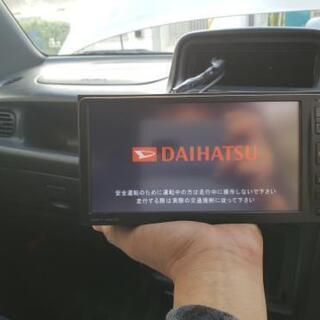 DAIHATSU
安全運転のために運転中の方は走行中に操作しないで下さい
走行する際は実際の交通規則に従って下さい